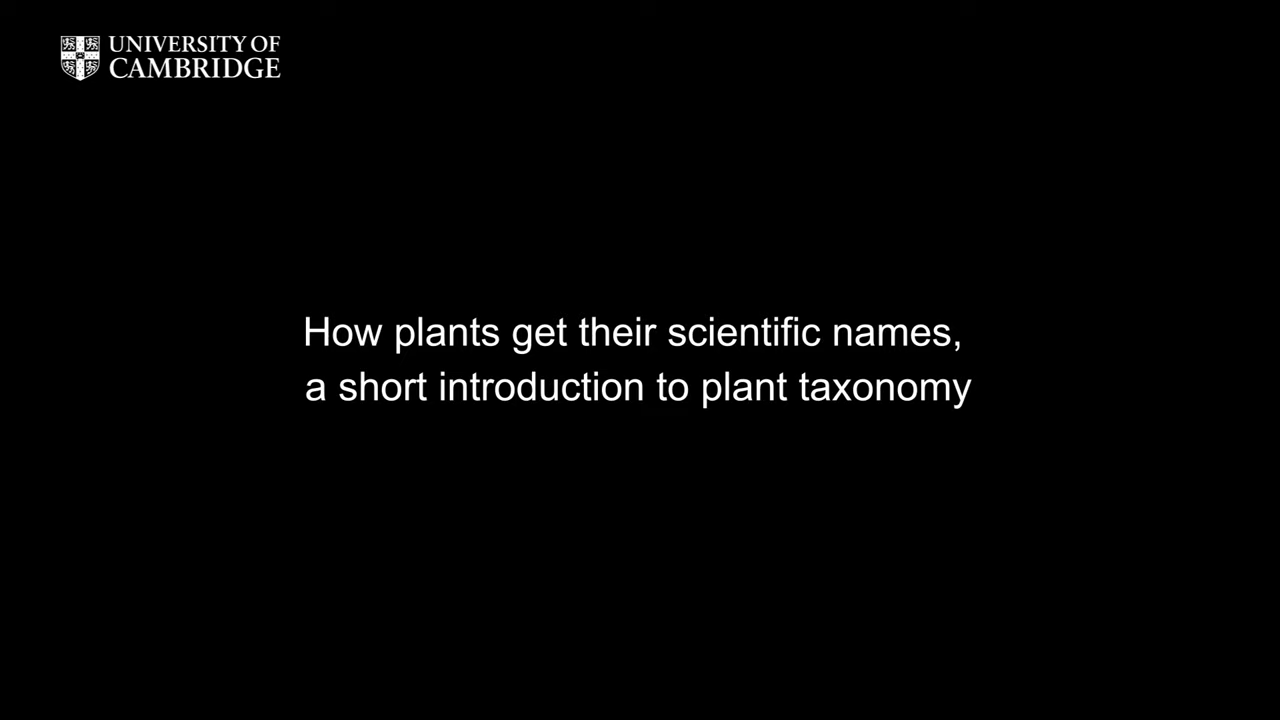 UNIVERSITY OF
CAMBRIDGE
How plants get their scientific names,
a short introduction to plant taxonomy